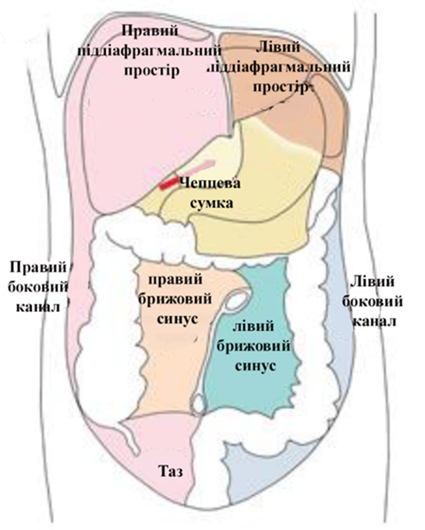 Правий
піддіафрагмальний
простір
Лівий
піддіафрагмальний
простір
Чепцева
сумка
Правий
боковий
канал
правий
брижовий
синус
лівий
брижовий
синус
Лівий
боковий
канал
Таз